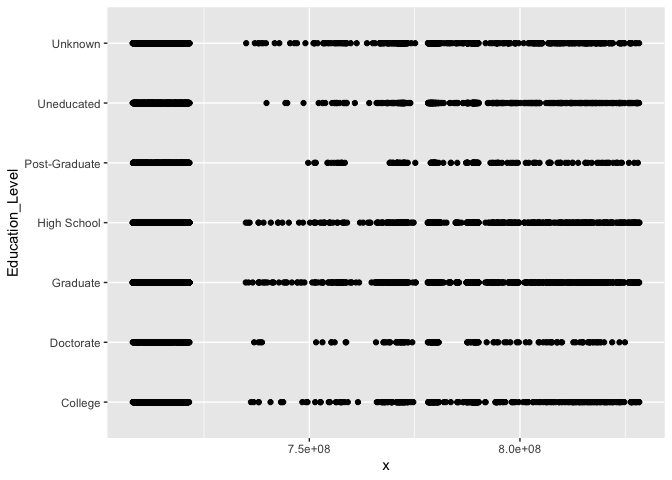 Education_Level
Unknown
Uneducated
Post-Graduate
High School
Graduate
Doctorate
College
7.5e+08 8.0e+08
x